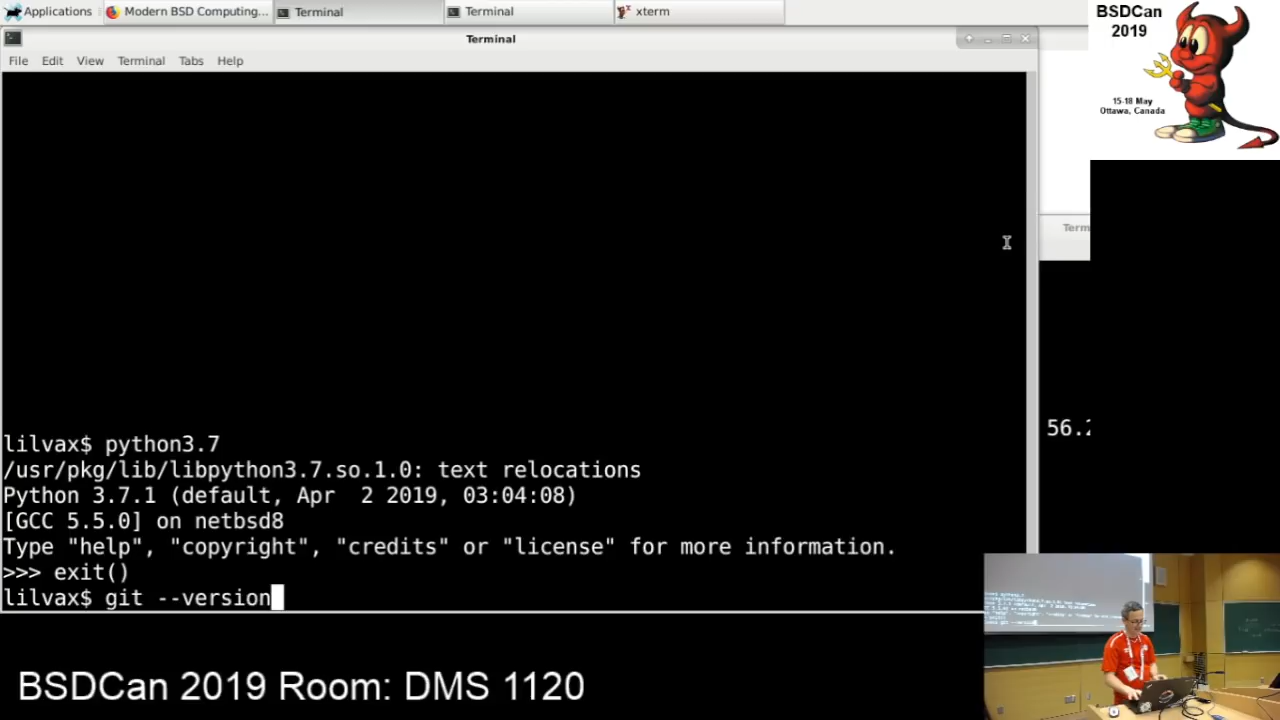 Applications
Modern BSD Computing...
Terminal
Terminal
xterm
Terminal
File Edit View Terminal Tabs Help
lilvax$ python3.7
/usr/pkg/lib/libpython3.7.so.1.0: text relocations
Python 3.7.1 (default, Apr  2 2019, 03:04:08)
[GCC 5.5.0] on netbsd8
Type "help", "copyright", "credits" or "license" for more information.
>>> exit()
lilvax$ git --version
Term
56.2
BSDCan
2019
15-18 May
Ottawa, Canada
BSDCan 2019 Room: DMS 1120